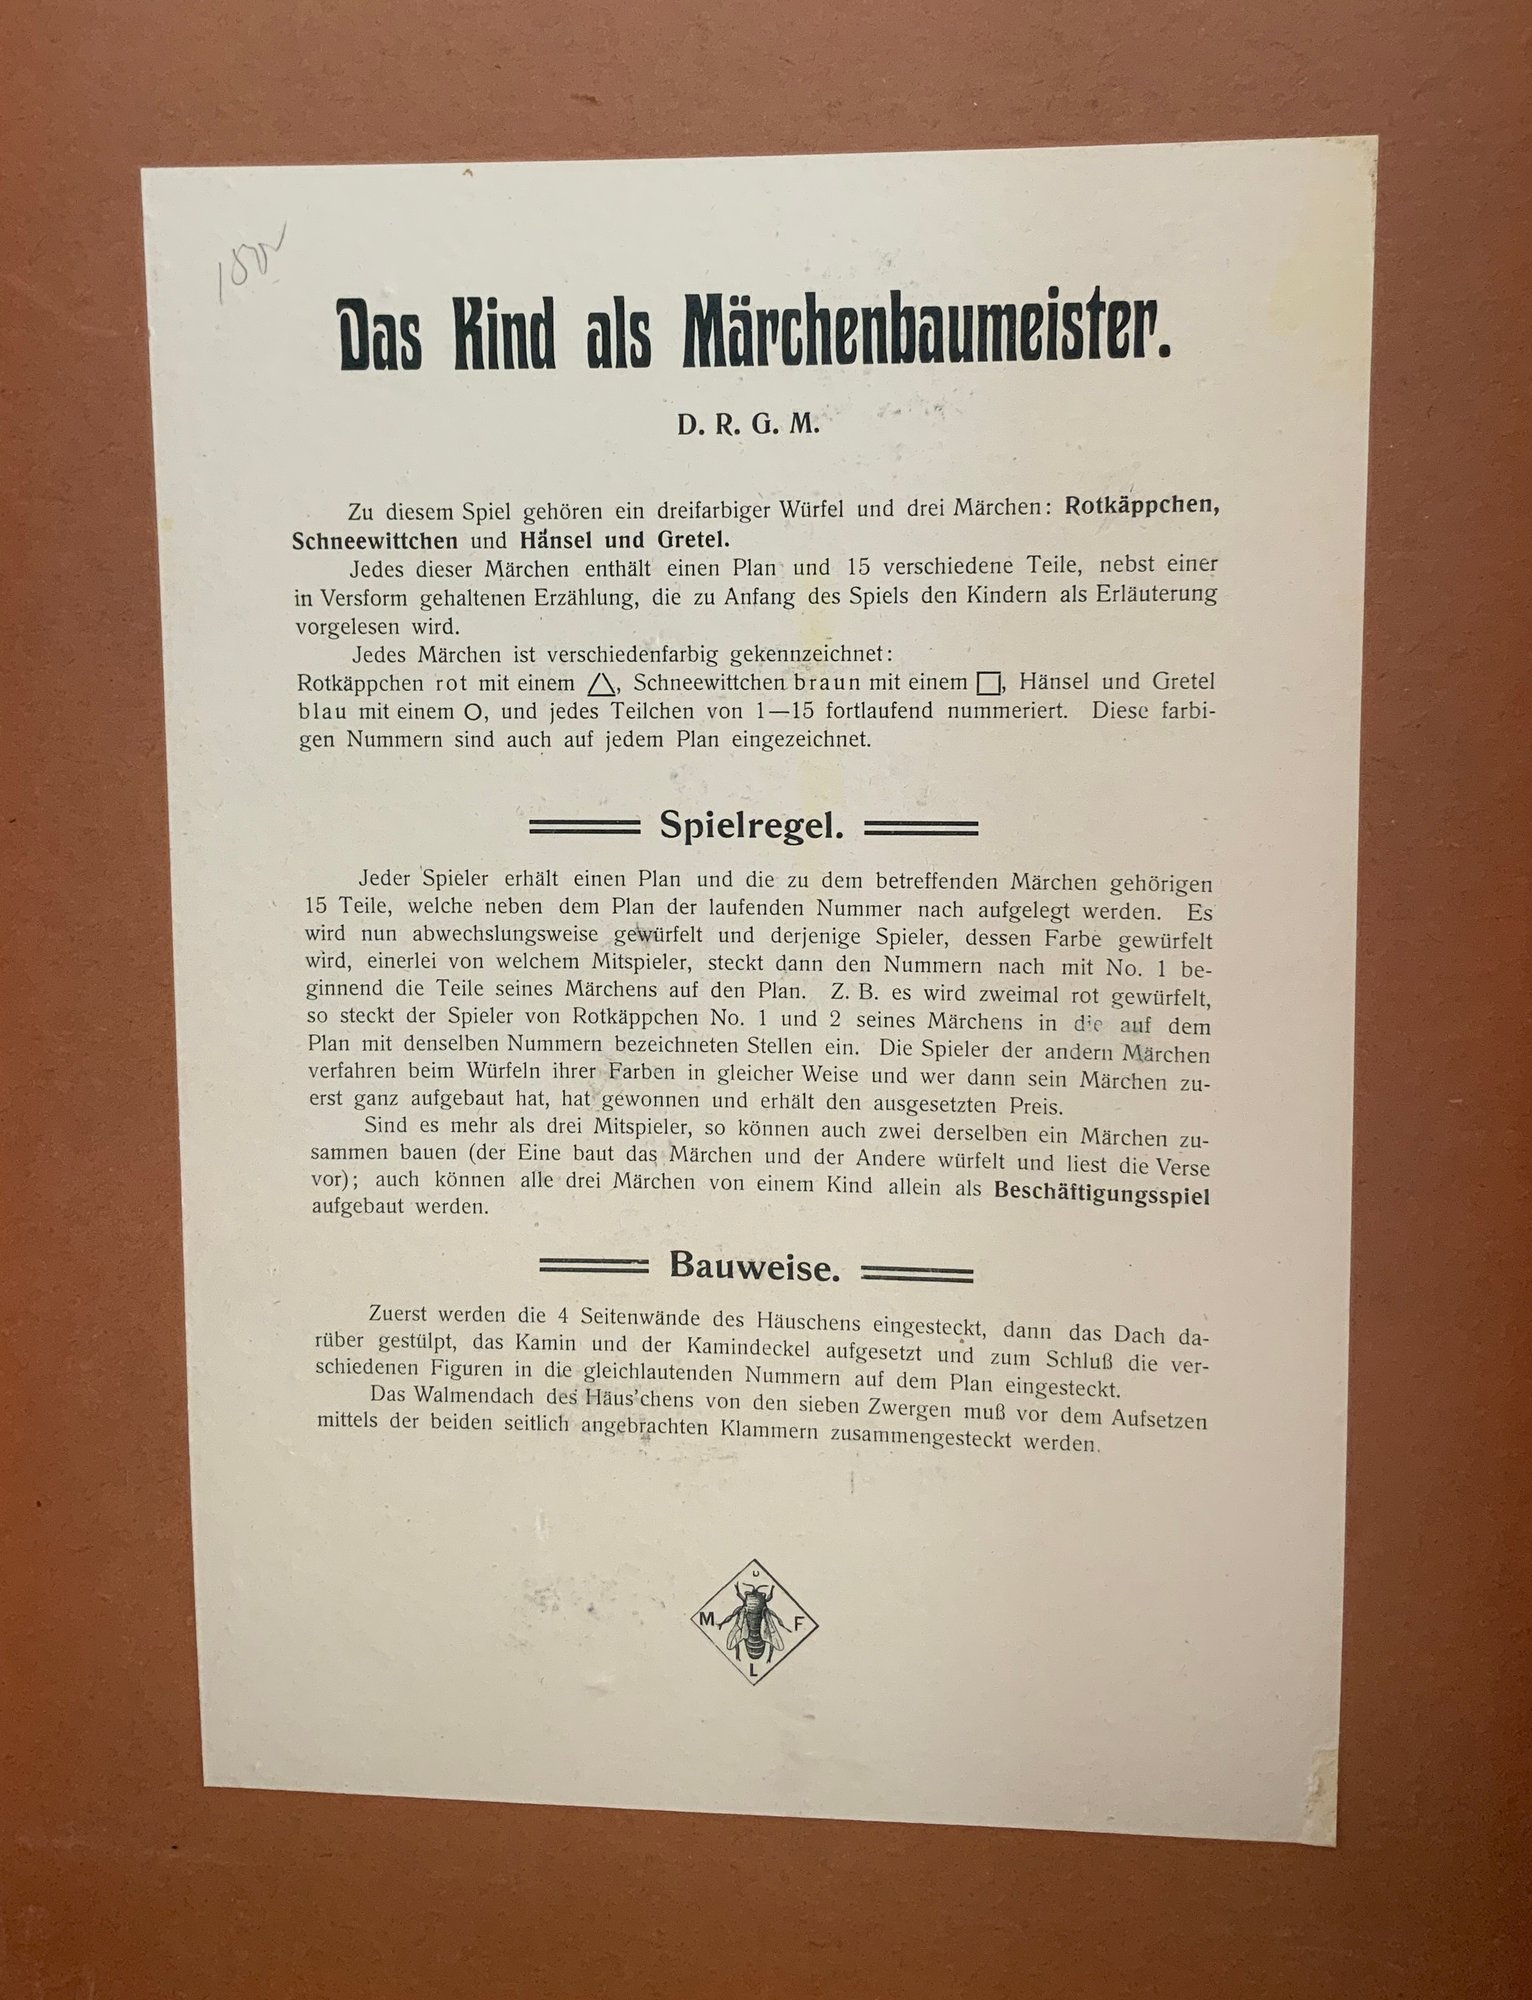 Das Kind als Märchenbaumeister.
D. R. G. M.
Zu diesem Spiel gehören ein dreifarbiger Würfel und drei Märchen: Rotkäppchen,
Schneewittchen und Hänsel und Gretel.
Jedes dieser Märchen enthält einen Plan und 15 verschiedene Teile, nebst einer
in Versform gehaltenen Erzählung, die zu Anfang des Spiels den Kindern als Erläuterung
vorgelesen wird.
Jedes Märchen ist verschiedenfarbig gekennzeichnet:
Rotkäppchen rot mit einem △, Schneewittchen braun mit einem □, Hänsel und Gretel
blau mit einem O, und jedes Teilchen von 1—15 fortlaufend nummeriert. Diese farbi-
gen Nummern sind auch auf jedem Plan eingezeichnet.
Spielregel.
Jeder Spieler erhält einen Plan und die zu dem betreffenden Märchen gehörigen
15 Teile, welche neben dem Plan der laufenden Nummer nach aufgelegt werden. Es
wird nun abwechslungsweise gewürfelt und derjenige Spieler, dessen Farbe gewürfelt
wird, einerlei von welchem Mitspieler, steckt dann den Nummern nach mit No. 1 be-
ginnend die Teile seines Märchens auf den Plan. Z. B. es wird zweimal rot gewürfelt,
so steckt der Spieler von Rotkäppchen No. 1 und 2 seines Märchens in die auf dem
Plan mit denselben Nummern bezeichneten Stellen ein. Die Spieler der andern Märchen
verfahren beim Würfeln ihrer Farben in gleicher Weise und wer dann sein Märchen zu-
erst ganz aufgebaut hat, hat gewonnen und erhält den ausgesetzten Preis.
Sind es mehr als drei Mitspieler, so können auch zwei derselben ein Märchen zu-
sammen bauen (der Eine baut das Märchen und der Andere würfelt und liest die Verse
vor); auch können alle drei Märchen von einem Kind allein als Beschäftigungsspiel
aufgebaut werden.
Bauweise.
Zuerst werden die 4 Seitenwände des Häuschens eingesteckt, dann das Dach da-
rüber gestülpt, das Kamin und der Kamindeckel aufgesetzt und zum Schluß die ver-
schiedenen Figuren in die gleichlautenden Nummern auf dem Plan eingesteckt.
Das Walmendach des Häus'chens von den sieben Zwergen muß vor dem Aufsetzen
mittels der beiden seitlich angebrachten Klammern zusammengesteckt werden.
U
M F
L